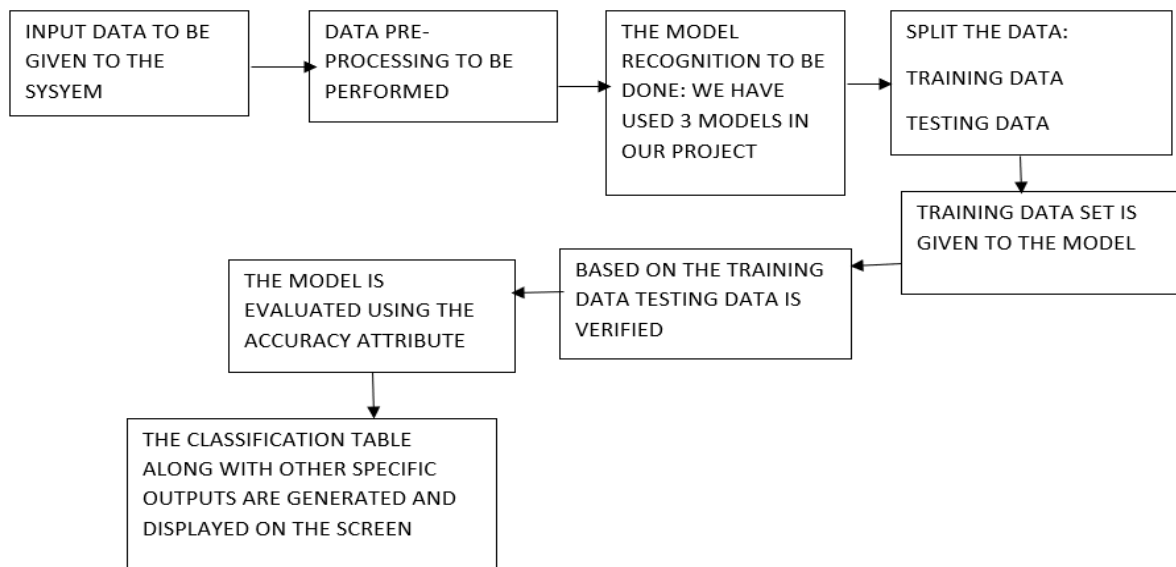 INPUT DATA TO BE
GIVEN TO THE
SYSYEM
DATA PRE-
PROCESSING TO BE
PERFORMED
THE MODEL
RECOGNITION TO BE
DONE: WE HAVE
USED 3 MODELS IN
OUR PROJECT
SPLIT THE DATA:
TRAINING DATA
TESTING DATA
TRAINING DATA SET IS
GIVEN TO THE MODEL
BASED ON THE TRAINING
DATA TESTING DATA IS
VERIFIED
THE MODEL IS
EVALUATED USING THE
ACCURACY ATTRIBUTE
THE CLASSIFICATION TABLE
ALONG WITH OTHER SPECIFIC
OUTPUTS ARE GENERATED AND
DISPLAYED ON THE SCREEN